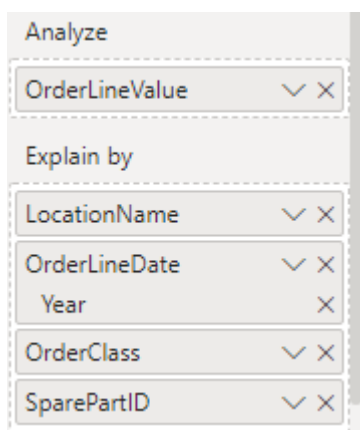 Analyze
OrderLineValue
Explain by
LocationName
OrderLineDate
Year
OrderClass
SparePartID